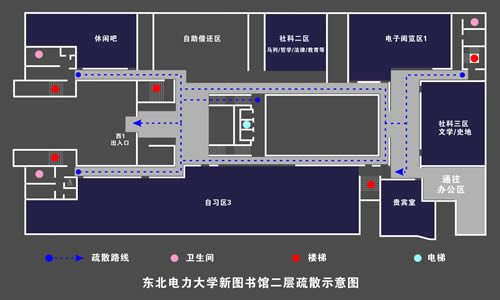 休闲吧
自助借还区
社科二区
马列/哲学/法律/教育等
电子阅览区1
社科三区
文学/史地
西1
出入口
通往
办公区
自习区3
贵宾室
疏散路线
卫生间
楼梯
电梯
东北电力大学新图书馆二层疏散示意图